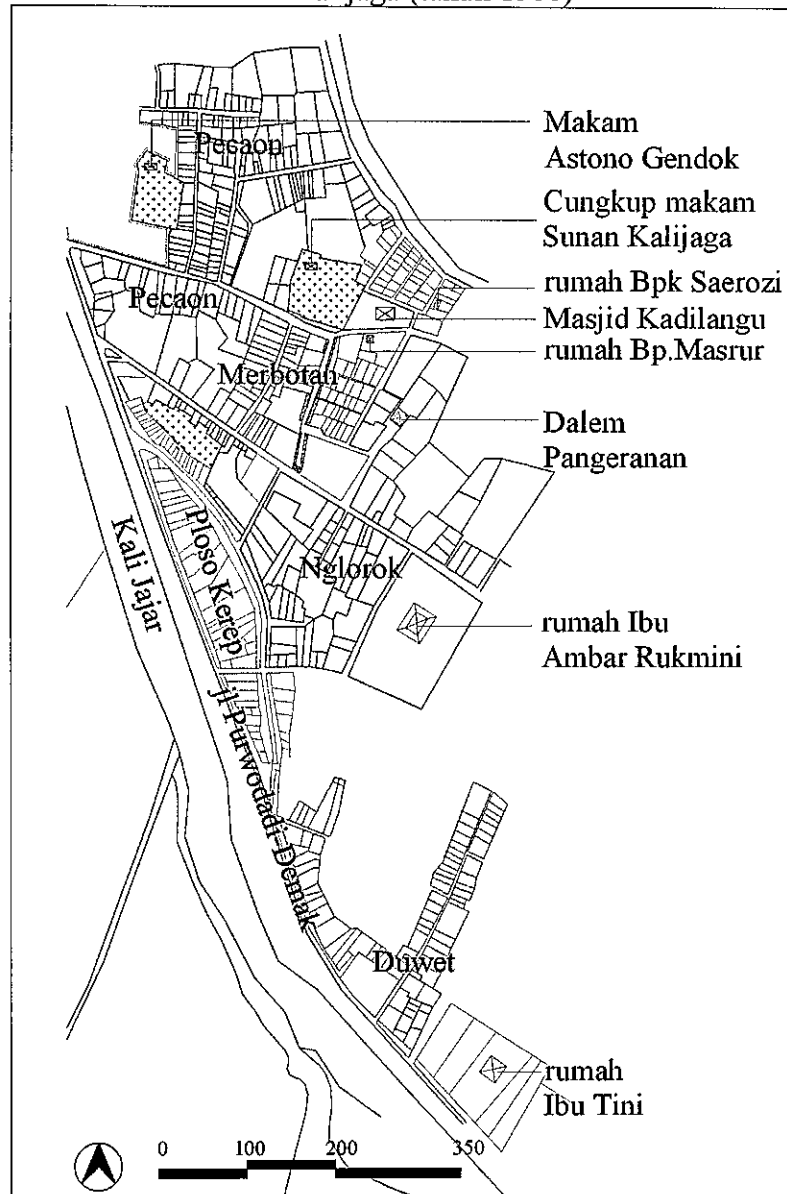 Pecaon
Makam
Astono Gendok
Cungkup makam
Sunan Kalijaga
rumah Bpk Saerozi
Pecaon
Masjid Kadilangu
rumah Bp.Masrur
Merbotan
Dalem
Pangeranan
Kali Jajar
Ploso Kerep
Nglorok
rumah Ibu
Ambar Rukmini
jl Purwodadi-Demak
Duwet
rumah
Ibu Tini
0 100 200 350